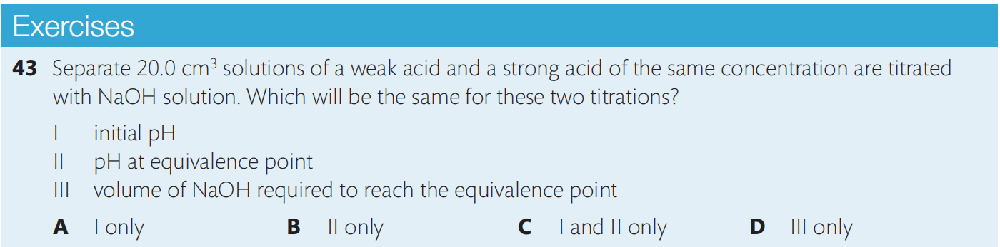 Exercises
43 Separate 20.0 cm³ solutions of a weak acid and a strong acid of the same concentration are titrated
with NaOH solution. Which will be the same for these two titrations?
I initial pH
II pH at equivalence point
III volume of NaOH required to reach the equivalence point
A I only B II only C I and II only D III only